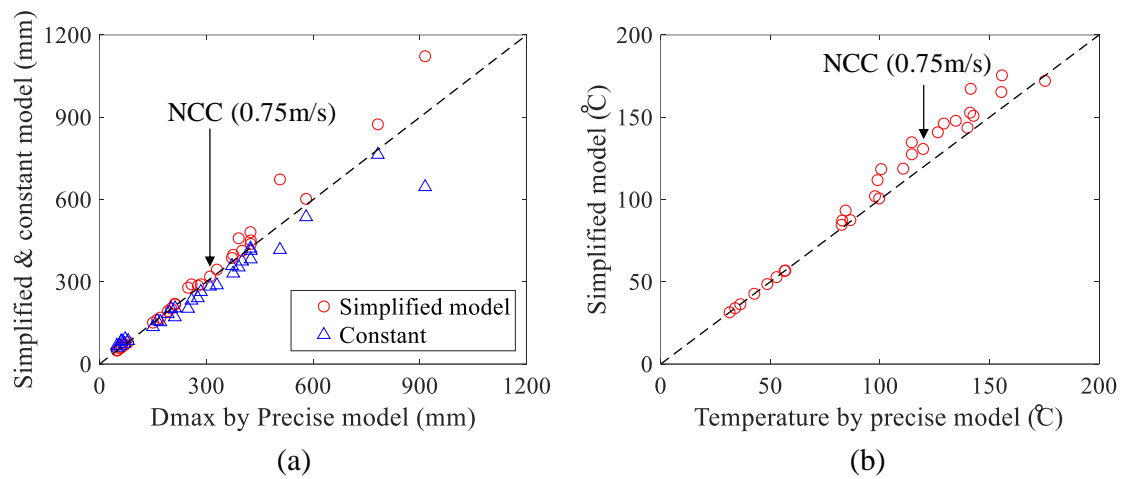 Simplified & constant model (mm)
1200
900
600
300
0
NCC (0.75m/s)
Simplified model
Constant
0 300 600 900 1200
Dmax by Precise model (mm)
(a)
Simplified model (℃)
200
150
100
50
0
NCC (0.75m/s)
0 50 100 150 200
Temperature by precise model (℃)
(b)